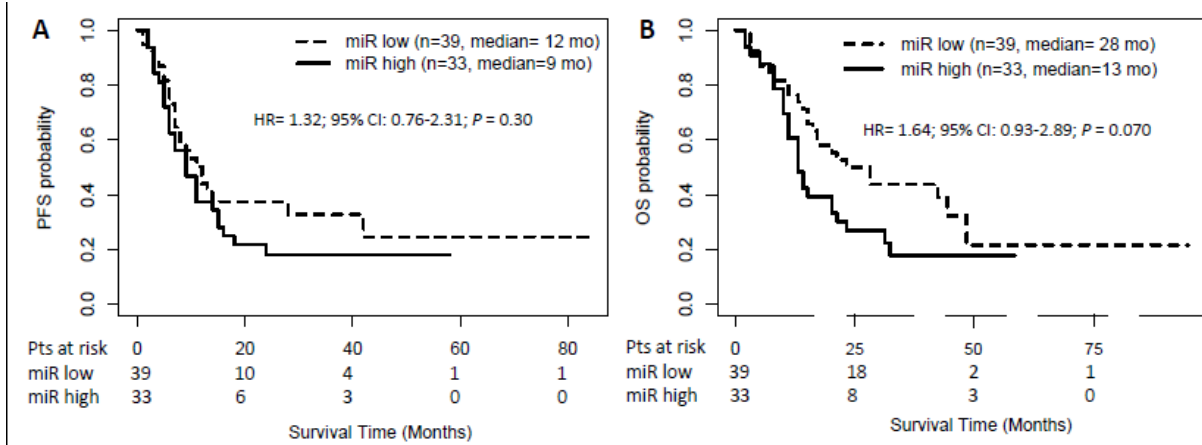 A
1.0
0.8
0.6
0.4
0.2
0.0
PFS probability
miR low (n=39, median= 12 mo)
miR high (n=33, median=9 mo)
HR= 1.32; 95% CI: 0.76-2.31; P = 0.30
Pts at risk 0 20 40 60 80
miR low 39 10 4 1 1
miR high 33 6 3 0 0
Survival Time (Months)
B
1.0
0.8
0.6
0.4
0.2
0.0
OS probability
miR low (n=39, median= 28 mo)
miR high (n=33, median=13 mo)
HR= 1.64; 95% CI: 0.93-2.89; P = 0.070
Pts at risk 0 25 50 75
miR low 39 18 2 1
miR high 33 8 3 0
Survival Time (Months)